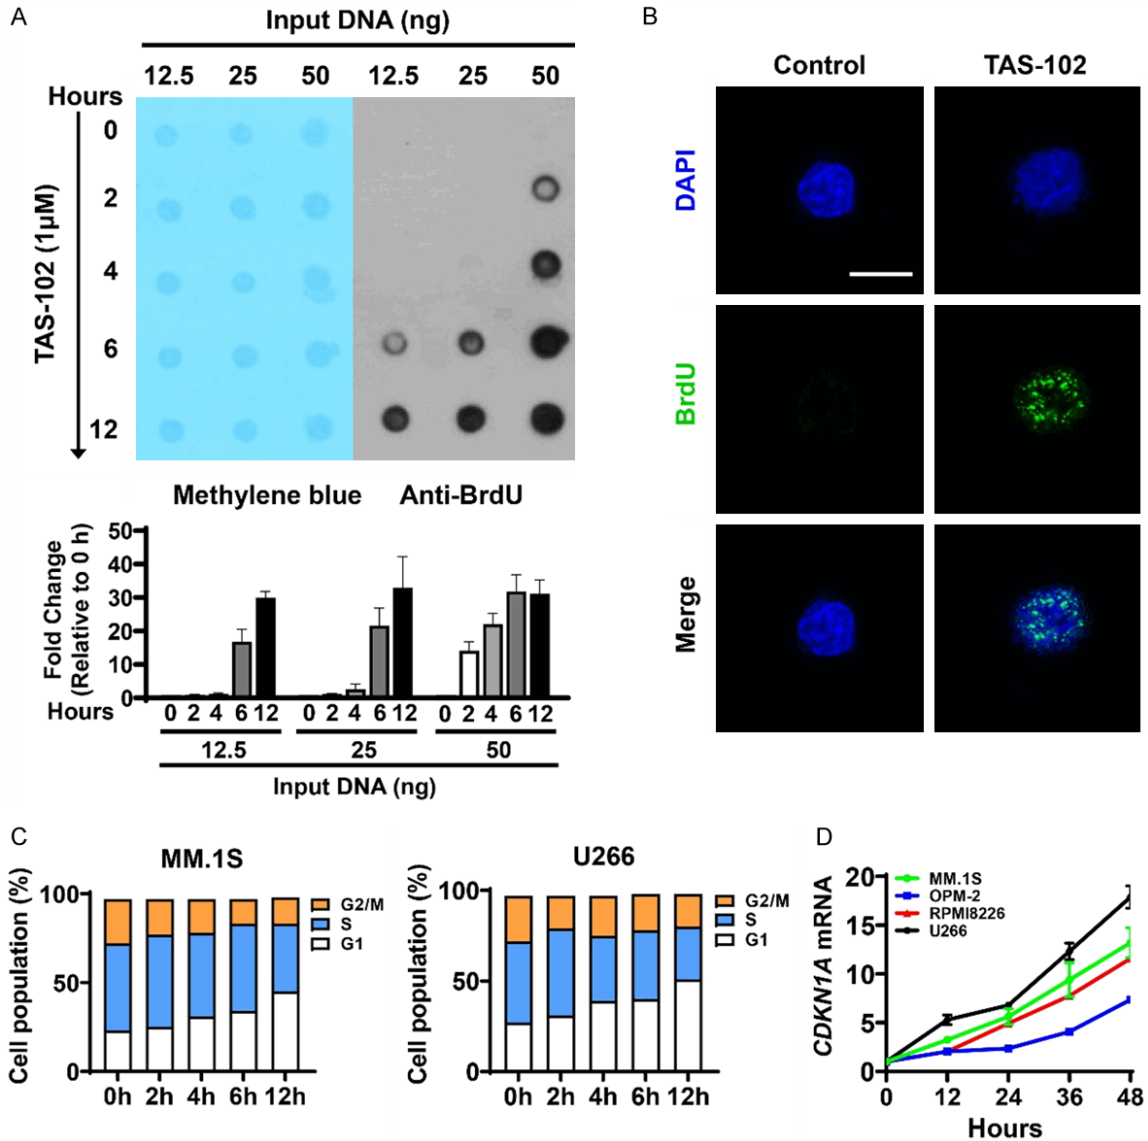 A
Input DNA (ng)
12.5 25 50 12.5 25 50
Hours
TAS-102 (1µM)
0
2
4
6
12
Methylene blue Anti-BrdU
Fold Change
(Relative to 0 h)
50
40
30
20
10
0
Hours 0 2 4 6 12 0 2 4 6 12 0 2 4 6 12
12.5 25 50
Input DNA (ng)
B
Control TAS-102
DAPI
BrdU
Merge
C
MM.1S
Cell population (%)
100
50
0
0h 2h 4h 6h 12h
G2/M
S
G1
U266
Cell population (%)
100
50
0
0h 2h 4h 6h 12h
G2/M
S
G1
D
CDKN1A mRNA
20
15
10
5
0
MM.1S
OPM-2
RPMI8226
U266
0 12 24 36 48
Hours